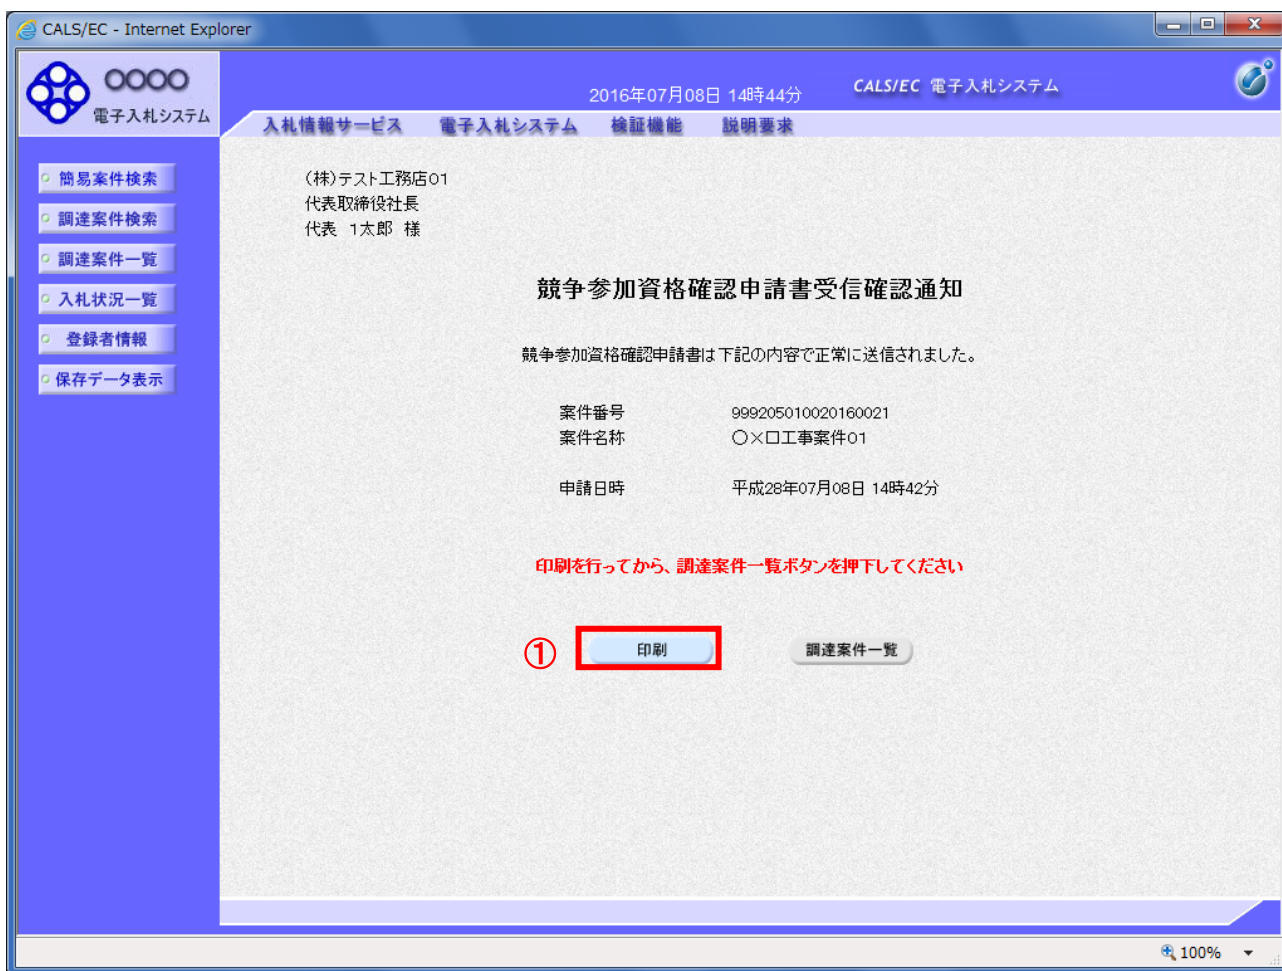 CALS/EC - Internet Explorer
○○○○
電子入札システム
2016年07月08日 14時44分
CALS/EC 電子入札システム
入札情報サービス 電子入札システム 検証機能 説明要求
簡易案件検索
調達案件検索
調達案件一覧
入札状況一覧
登録者情報
保存データ表示
(株)テスト工務店01
代表取締役社長
代表 1太郎 様
競争参加資格確認申請書受信確認通知
競争参加資格確認申請書は下記の内容で正常に送信されました。
案件番号 999205010020160021
案件名称 ○×口工事案件01
申請日時 平成28年07月08日 14時42分
印刷を行ってから、調達案件一覧ボタンを押下してください
① 印刷 調達案件一覧
100%